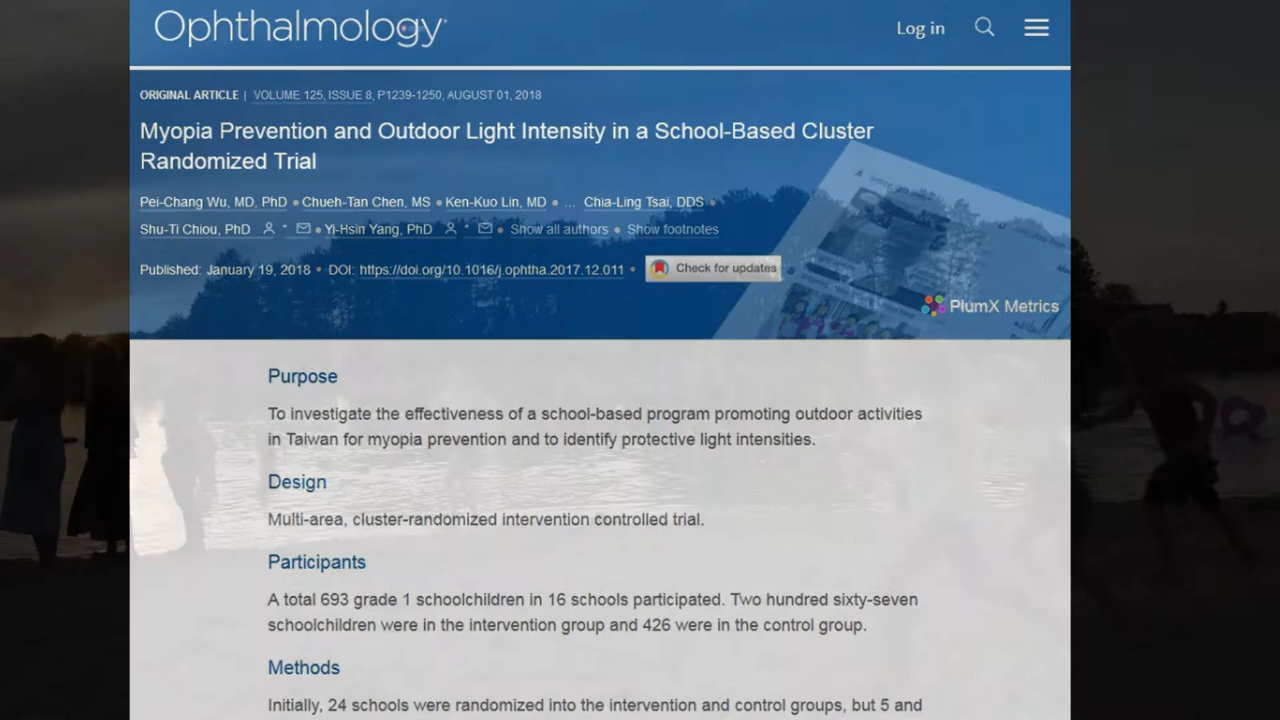 Ophthalmology
Log in
ORIGINAL ARTICLE | VOLUME 125, ISSUE 8, P1239-1250, AUGUST 01, 2018
Myopia Prevention and Outdoor Light Intensity in a School-Based Cluster
Randomized Trial
Pei-Chang Wu, MD, PhD • Chueh-Tan Chen, MS • Ken-Kuo Lin, MD • ... Chia-Ling Tsai, DDS •
Shu-Ti Chiou, PhD * • Yi-Hsin Yang, PhD * • Show all authors • Show footnotes
Published: January 19, 2018 • DOI: https://doi.org/10.1016/j.ophtha.2017.12.011 • Check for updates
PlumX Metrics
Purpose
To investigate the effectiveness of a school-based program promoting outdoor activities
in Taiwan for myopia prevention and to identify protective light intensities.
Design
Multi-area, cluster-randomized intervention controlled trial.
Participants
A total 693 grade 1 schoolchildren in 16 schools participated. Two hundred sixty-seven
schoolchildren were in the intervention group and 426 were in the control group.
Methods
Initially, 24 schools were randomized into the intervention and control groups, but 5 and